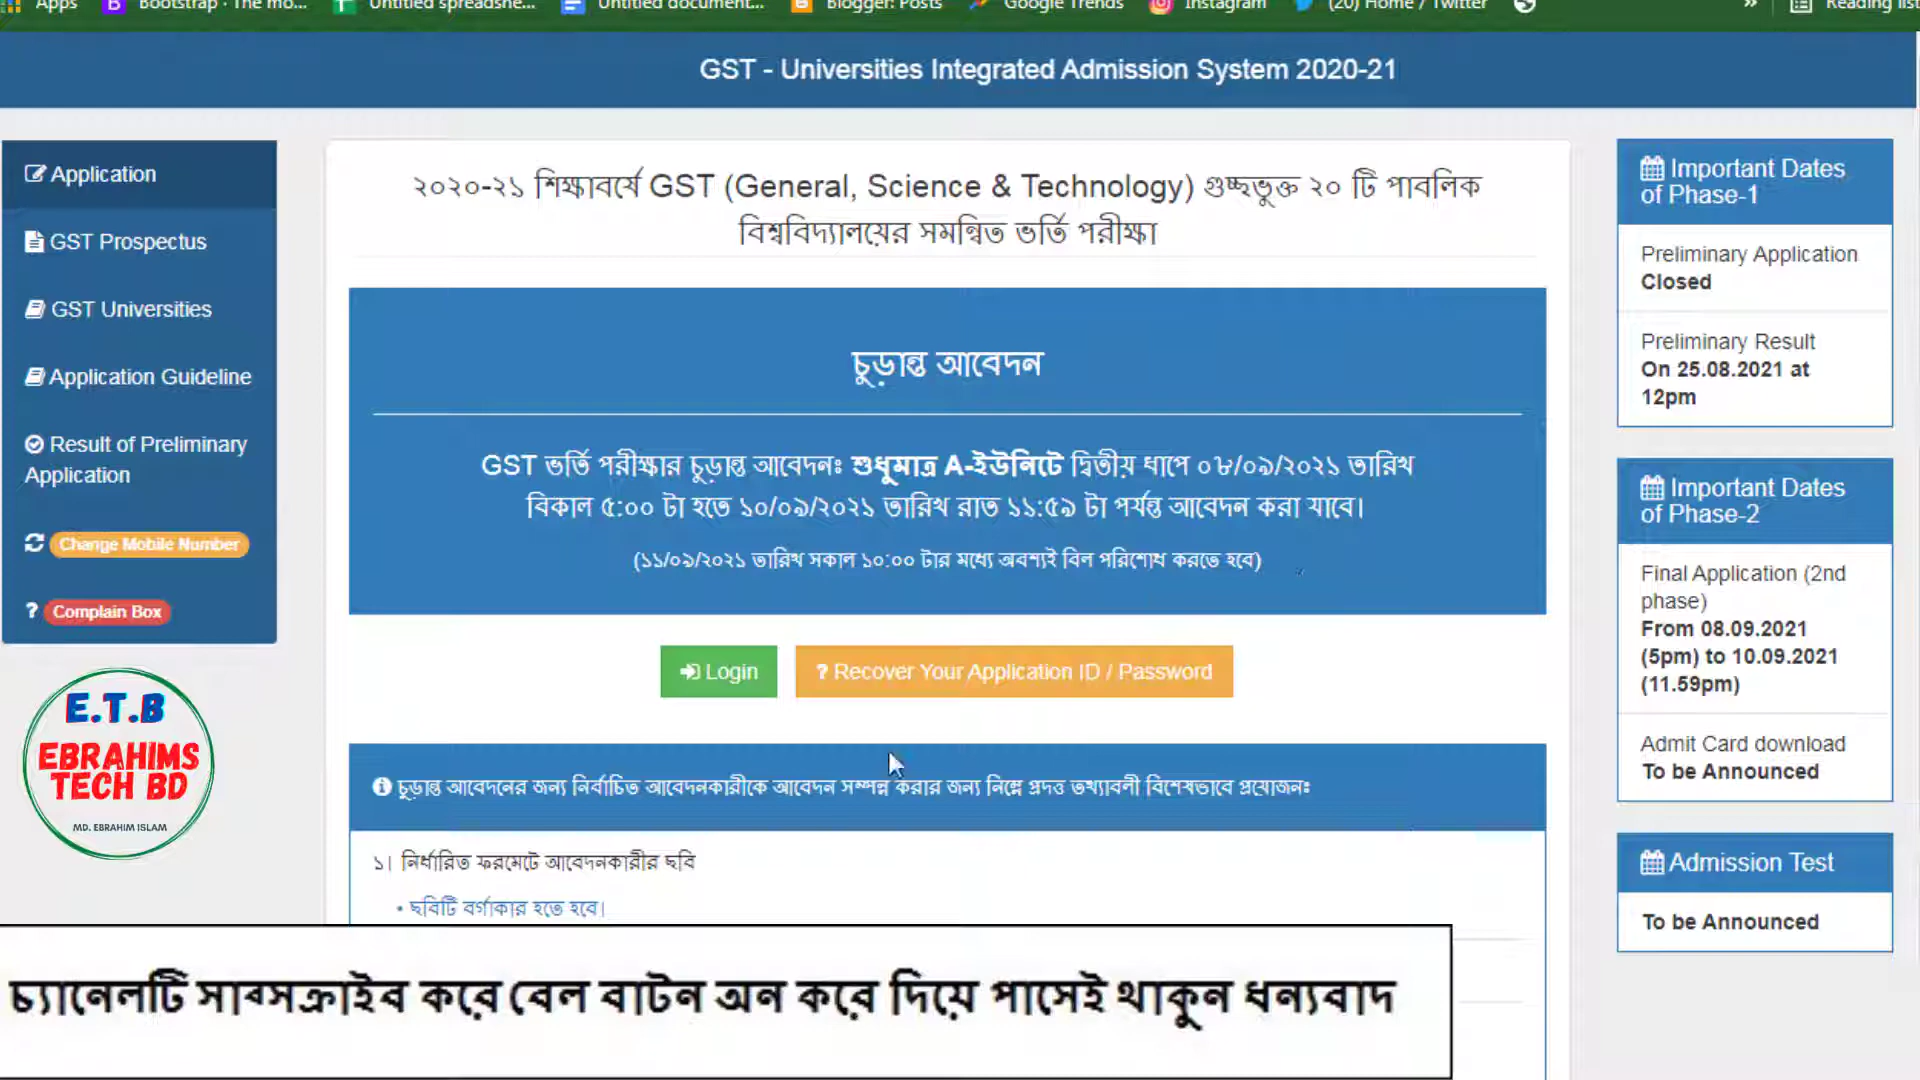 Apps Bootstrap · The mo... Untitled spreadshe... Untitled document... Blogger: Posts Google Trends Instagram (20) Home / Twitter » Reading list
GST - Universities Integrated Admission System 2020-21
Application
GST Prospectus
GST Universities
Application Guideline
Result of Preliminary
Application
Change Mobile Number
? Complain Box
E.T.B
EBRAHIMS
TECH BD
MD. EBRAHIM ISLAM
২০২০-২১ শিক্ষাবর্ষে GST (General, Science & Technology) গুচ্ছভুক্ত ২০ টি পাবলিক
বিশ্ববিদ্যালয়ের সমন্বিত ভর্তি পরীক্ষা
চুড়ান্ত আবেদন
GST ভর্তি পরীক্ষার চুড়ান্ত আবেদনঃ শুধুমাত্র A-ইউনিটে দ্বিতীয় ধাপে ০৮/০৯/২০২১ তারিখ
বিকাল ৫:০০ টা হতে ১০/০৯/২০২১ তারিখ রাত ১১:৫৯ টা পর্যন্ত আবেদন করা যাবে।
(১১/০৯/২০২১ তারিখ সকাল ১০:০০ টার মধ্যে অবশ্যই বিল পরিশোধ করতে হবে)
Login
? Recover Your Application ID / Password
চুড়ান্ত আবেদনের জন্য নির্বাচিত আবেদনকারীকে আবেদন সম্পন্ন করার জন্য নিম্নে প্রদত্ত তথ্যাবলী বিশেষভাবে প্রয়োজনঃ
১। নির্ধারিত ফরমেটে আবেদনকারীর ছবি
• ছবিটি বর্গাকার হতে হবে।
Important Dates
of Phase-1
Preliminary Application
Closed
Preliminary Result
On 25.08.2021 at
12pm
Important Dates
of Phase-2
Final Application (2nd
phase)
From 08.09.2021
(5pm) to 10.09.2021
(11.59pm)
Admit Card download
To be Announced
Admission Test
To be Announced
চ্যানেলটি সাবসক্রাইব করে বেল বাটন অন করে দিয়ে পাসেই থাকুন ধন্যবাদ